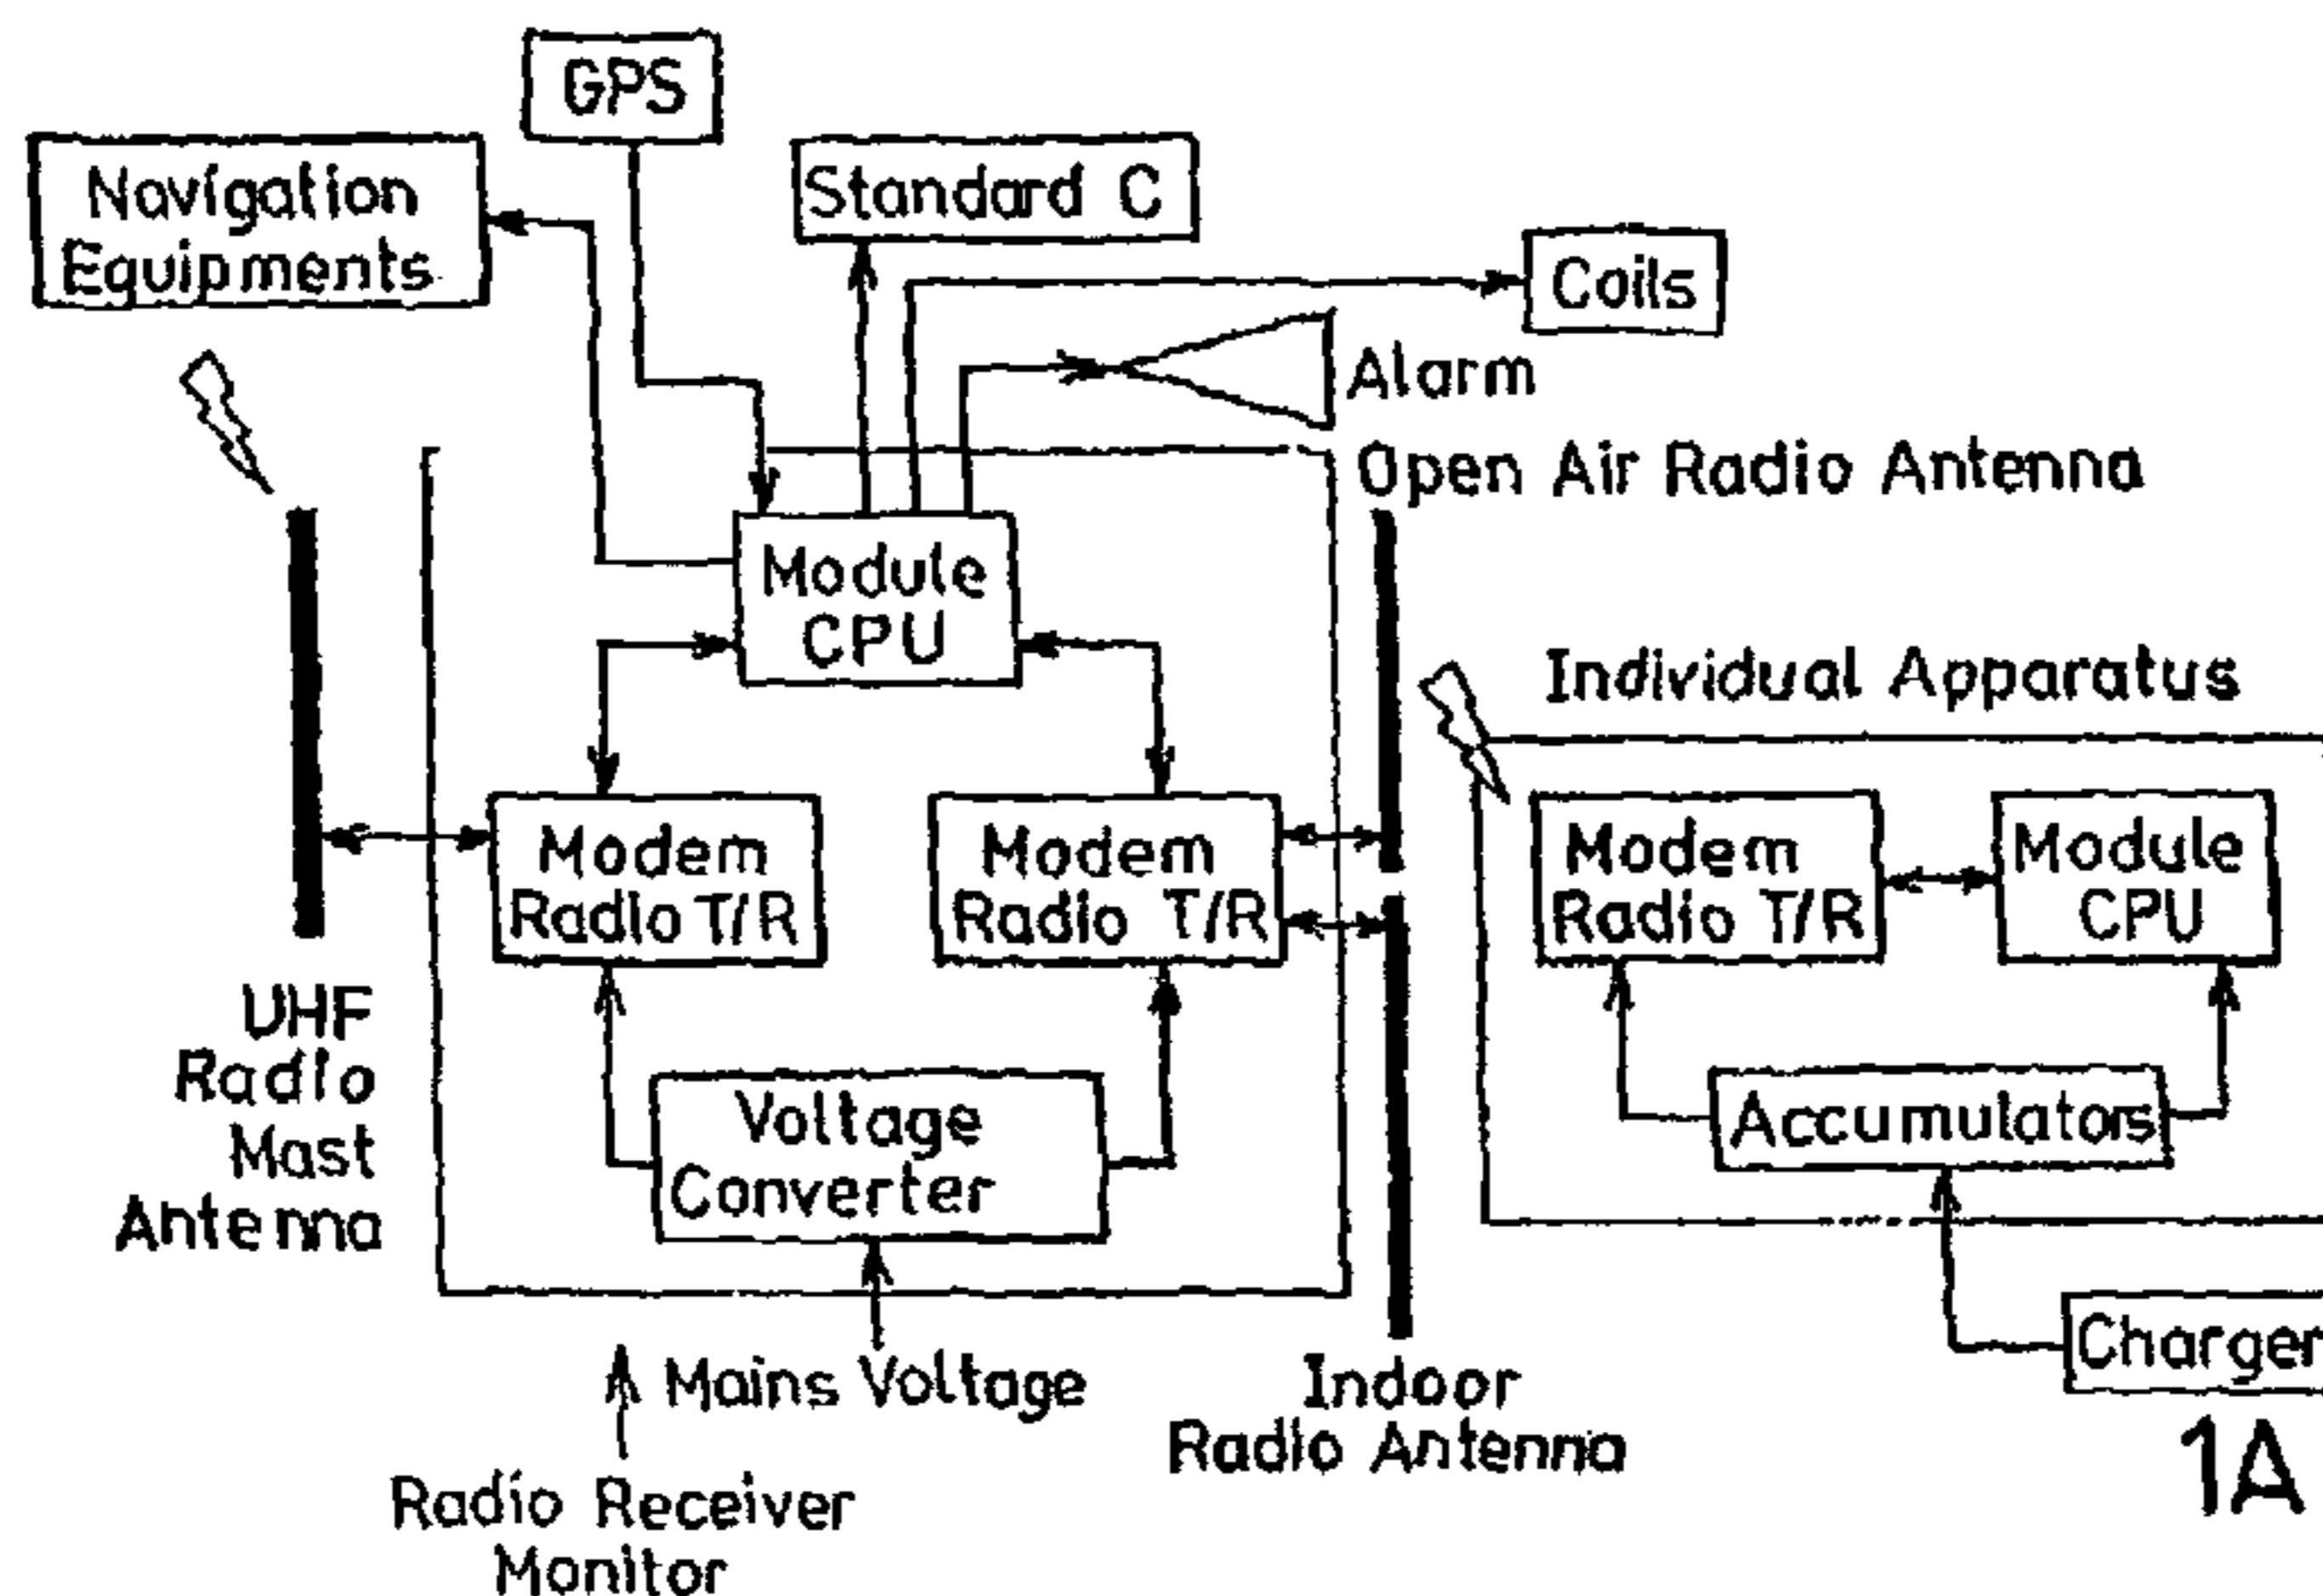 GPS
Navigation
Equipments
Standard C
Coils
Alarm
Open Air Radio Antenna
Module
CPU
Individual Apparatus
Modem
Radio T/R
Modem
Radio T/R
Modem
Radio T/R
Module
CPU
UHF
Radio
Mast
Antenna
Voltage
Converter
Accumulators
Charger
Mains Voltage
Indoor
Radio Antenna
Radio Receiver
Monitor
1A